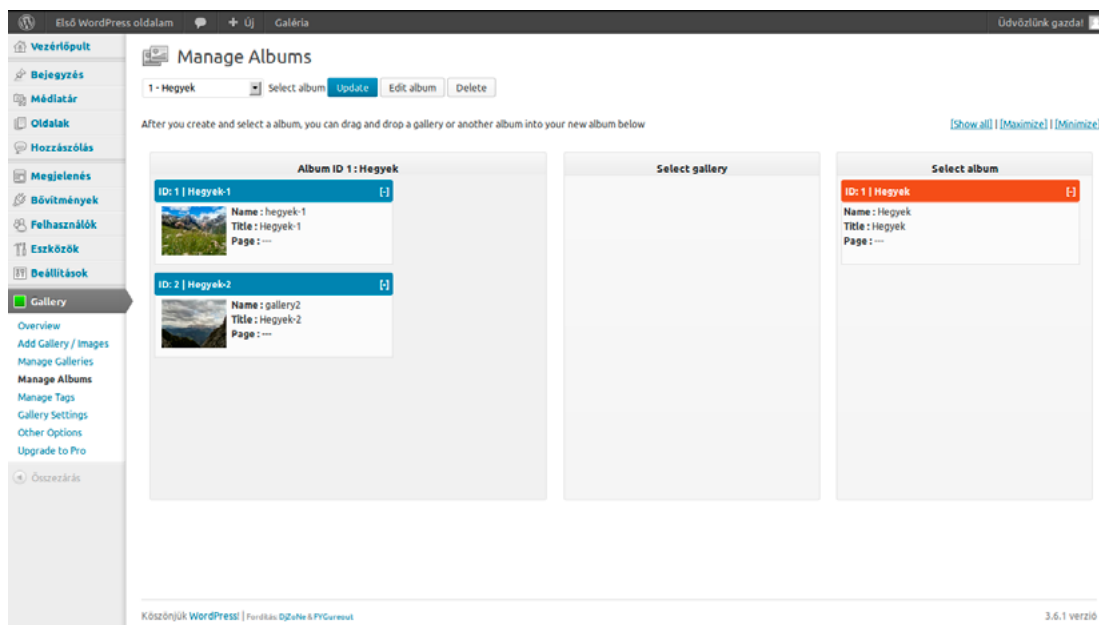 Első WordPress oldalam + Új Galéria Üdvözlünk gazda!
Vezérlőpult
Bejegyzés
Médiatár
Oldalak
Hozzászólás
Megjelenés
Bővítmények
Felhasználók
Eszközök
Beállítások
Gallery
Overview
Add Gallery / Images
Manage Galleries
Manage Albums
Manage Tags
Gallery Settings
Other Options
Upgrade to Pro
Összezárás
Manage Albums
1 - Hegyek Select album Update Edit album Delete
After you create and select a album, you can drag and drop a gallery or another album into your new album below
[Show all] | [Maximize] | [Minimize]
Album ID 1 : Hegyek
ID: 1 | Hegyek-1 [-]
Name : hegyek-1
Title : Hegyek-1
Page : ---
ID: 2 | Hegyek-2 [-]
Name : gallery2
Title : Hegyek-2
Page : ---
Select gallery
Select album
ID: 1 | Hegyek [-]
Name : Hegyek
Title : Hegyek
Page : ---
Köszönjük WordPress! | Fordítás: DjZoNe & FYGureout
3.6.1 verzió